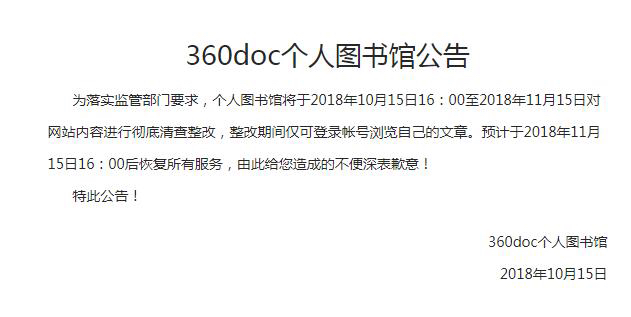 360doc个人图书馆公告
为落实监管部门要求，个人图书馆将于2018年10月15日16：00至2018年11月15日对
网站内容进行彻底清查整改，整改期间仅可登录帐号浏览自己的文章。预计于2018年11月
15日16：00后恢复所有服务，由此给您造成的不便深表歉意！
特此公告！
360doc个人图书馆
2018年10月15日